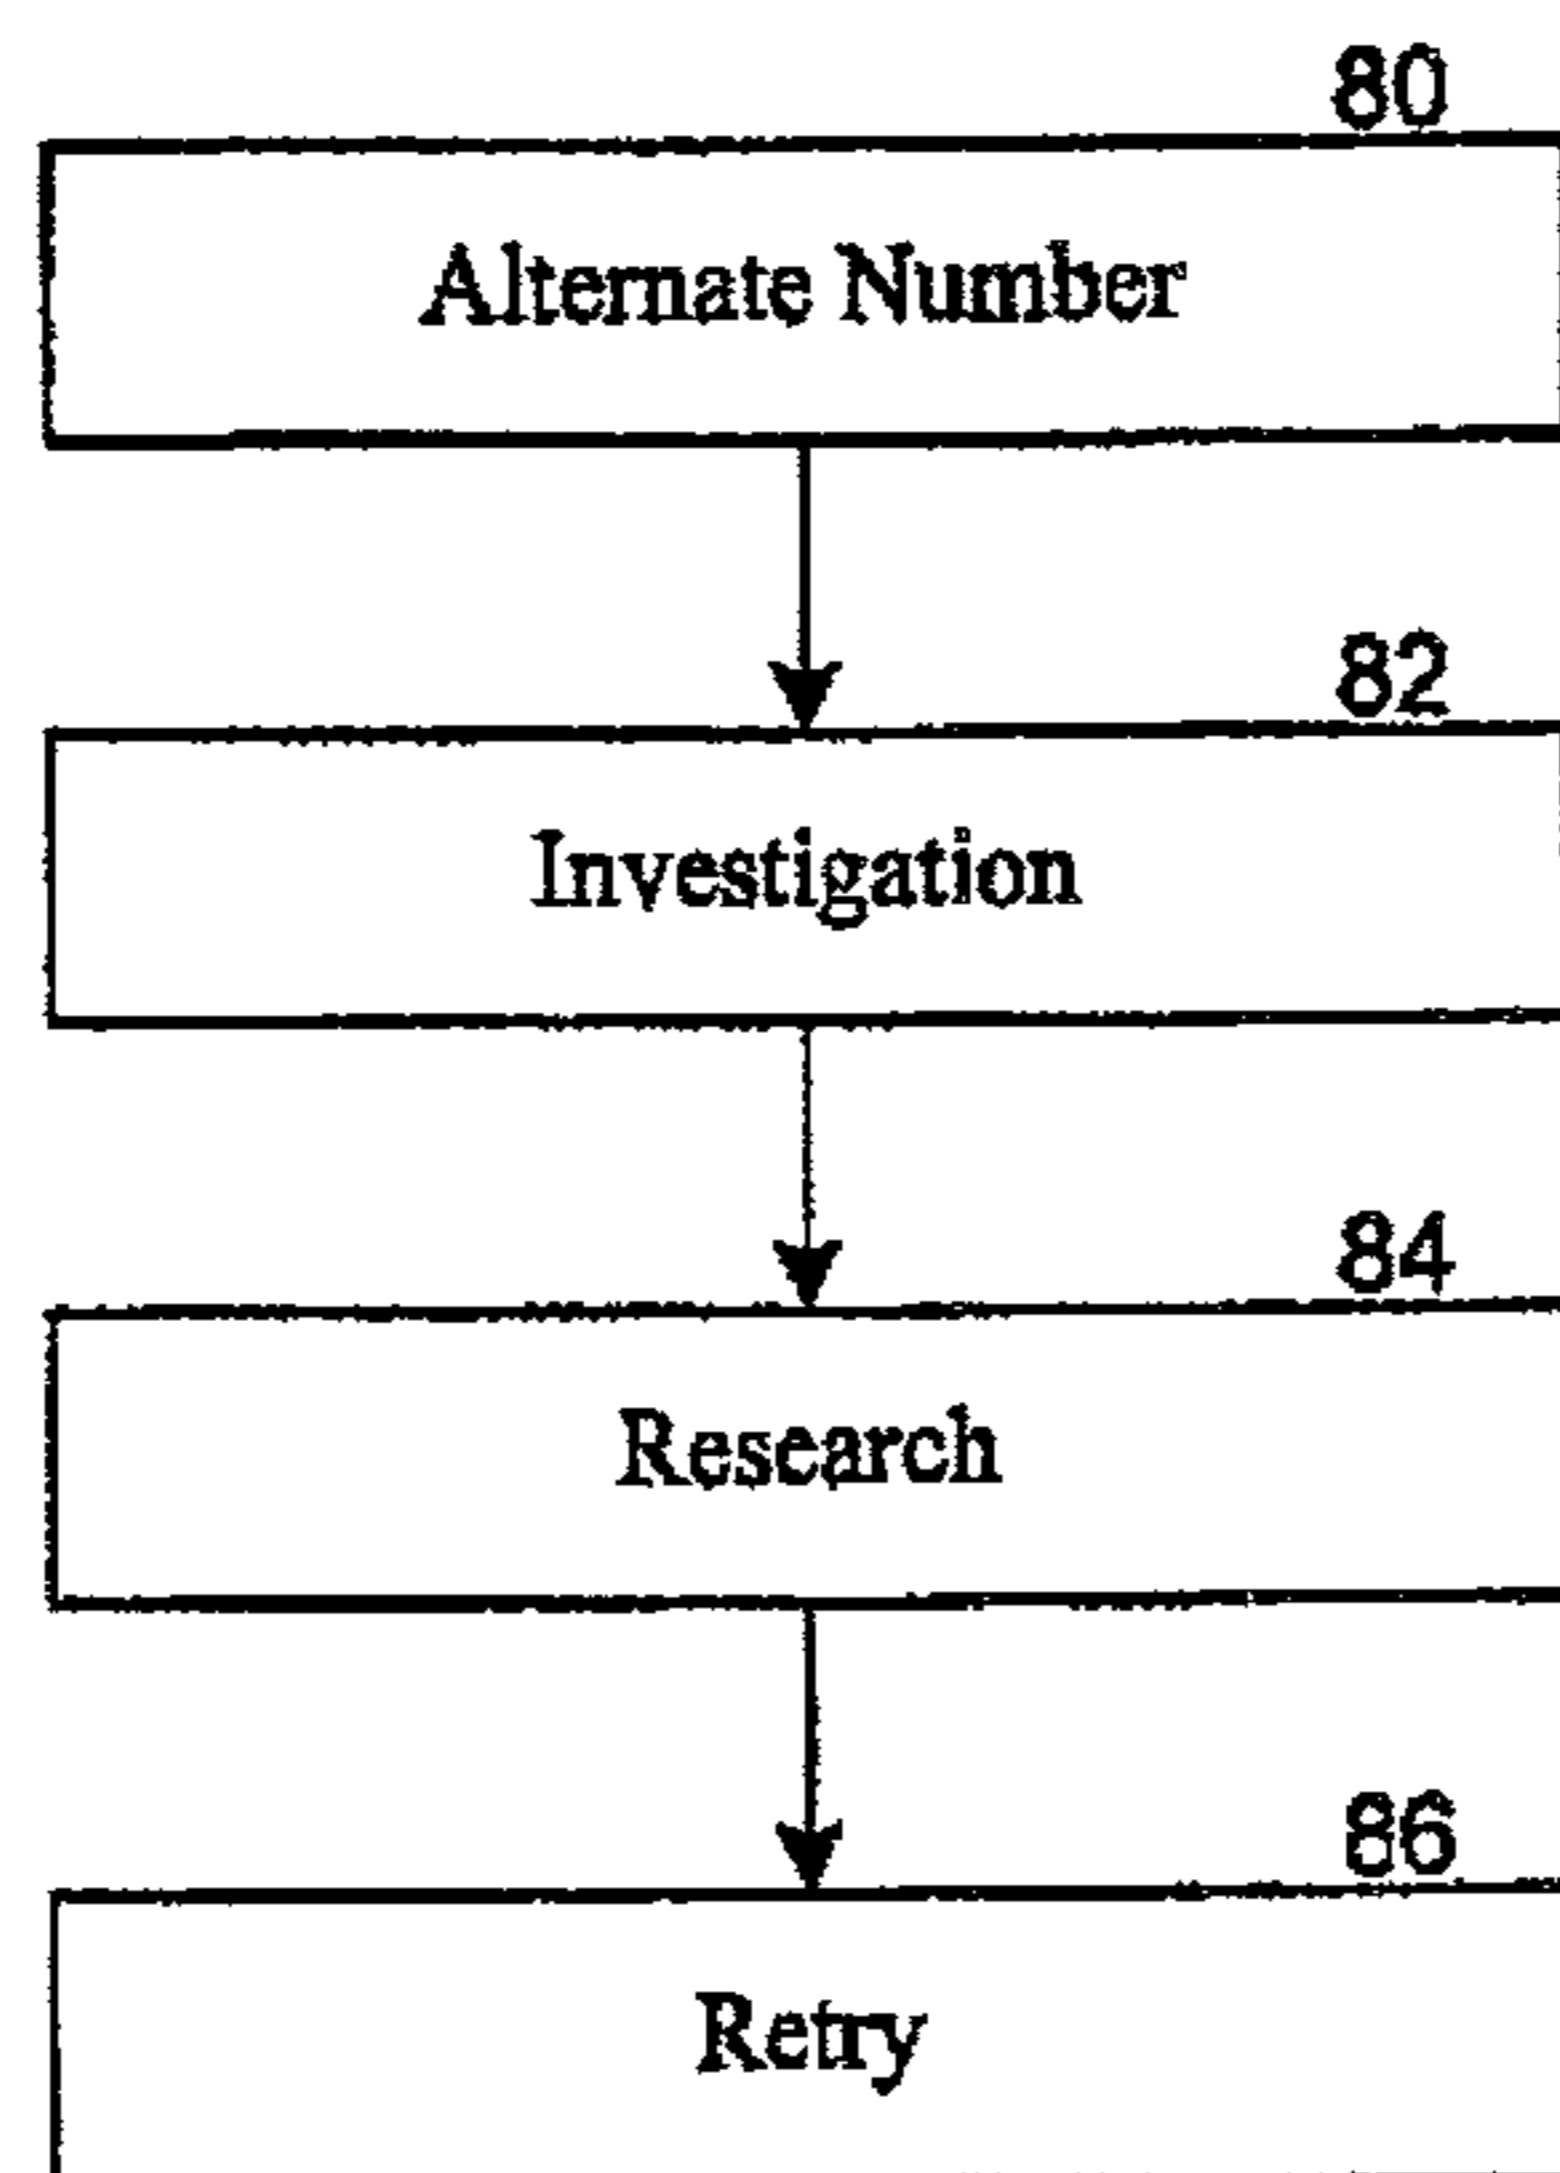 80
Alternate Number
82
Investigation
84
Research
86
Retry